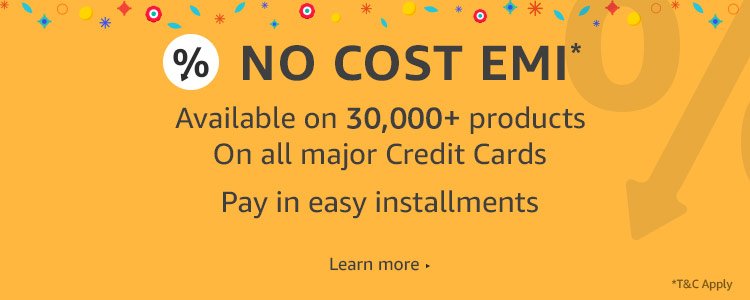 % NO COST EMI*
Available on 30,000+ products
On all major Credit Cards
Pay in easy installments
Learn more ▸
*T&C Apply